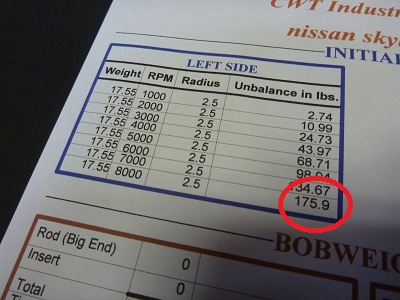 CWT Indust
nissan sky
INITIA
LEFT SIDE
Weight RPM Radius Unbalance in lbs.
17.55 1000 2.5 2.74
17.55 2000 2.5 10.99
17.55 3000 2.5 24.73
17.55 4000 2.5 43.97
17.55 5000 2.5 68.71
17.55 6000 2.5 98.94
17.55 7000 2.5 134.67
17.55 8000 2.5 175.9
BOBWEIG
Rod (Big End) 0
Insert 0
Total